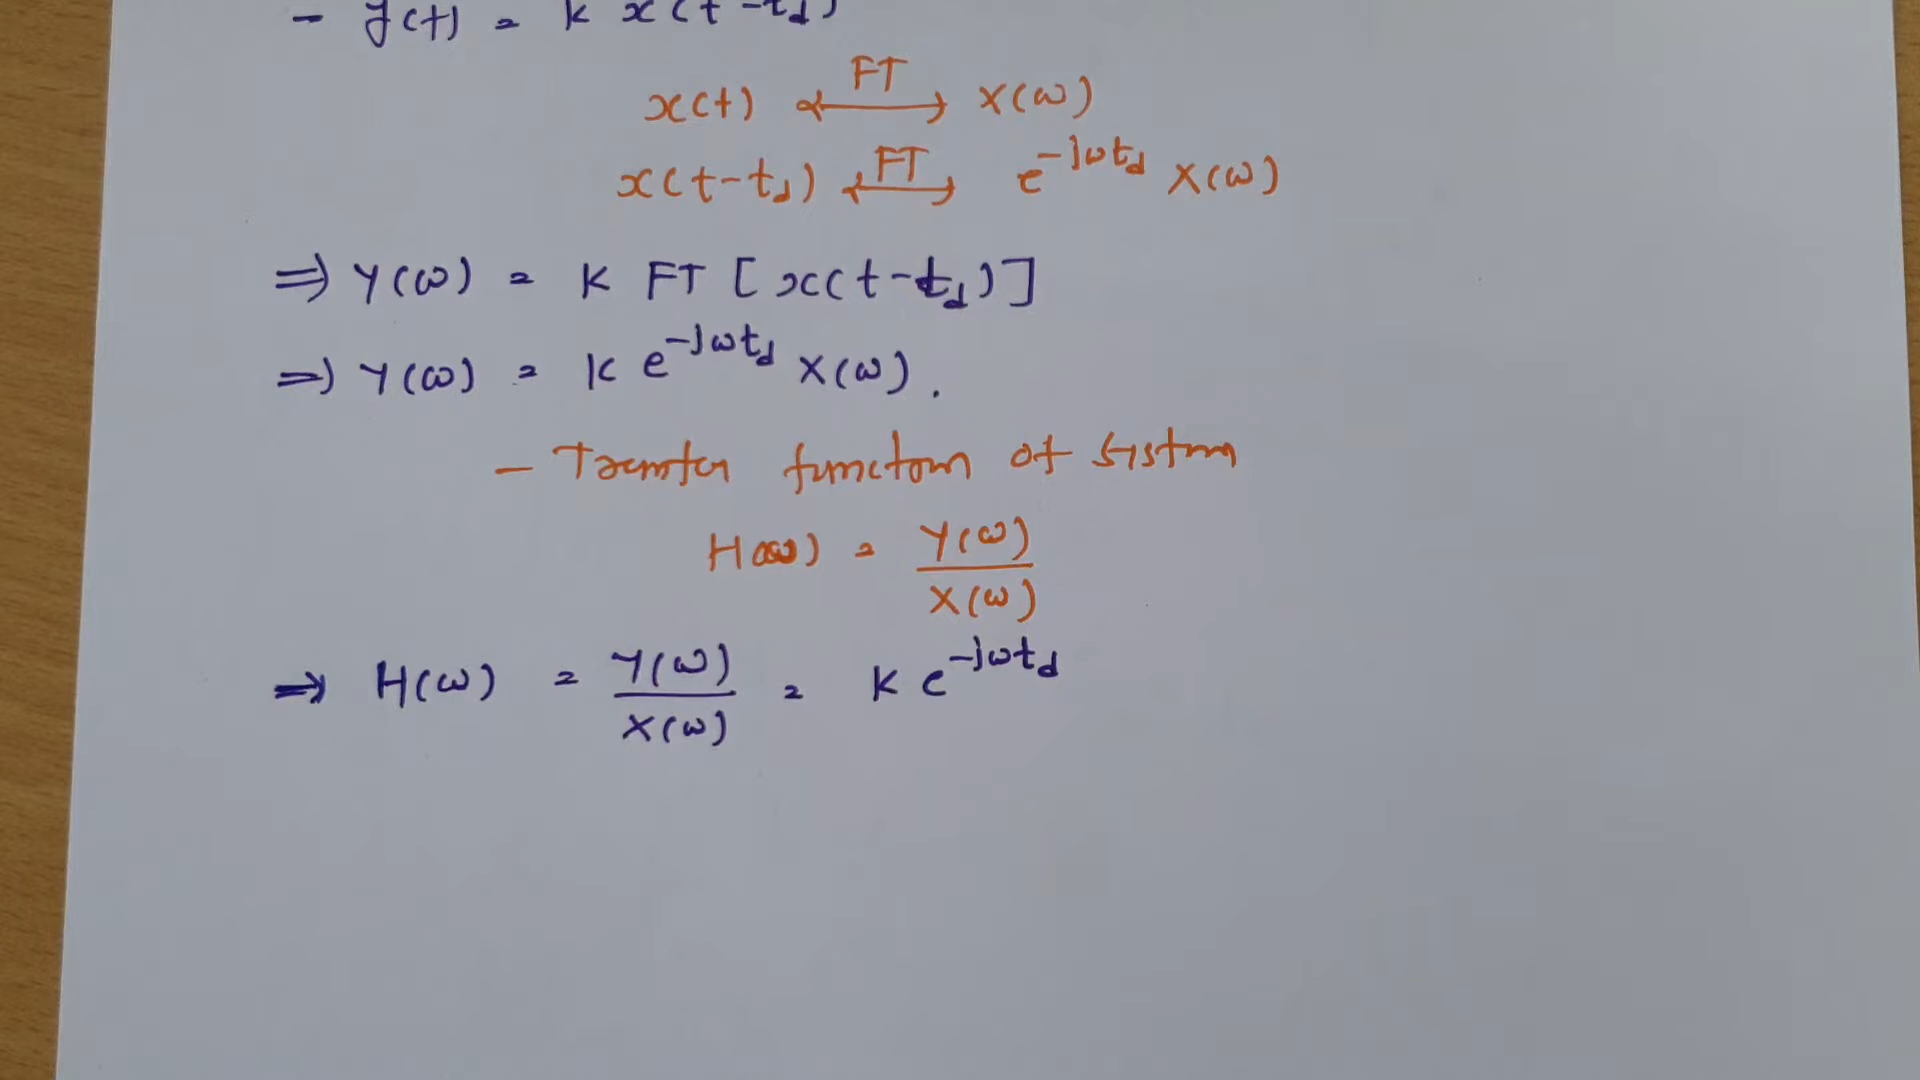 - y(t) = k x(t-td)
x(t) <--FT--> X(ω)
x(t-td) <--FT--> e^{-jωtd} X(ω)
⇒ Y(ω) = K FT [x(t-td)]
⇒ Y(ω) = K e^{-jωtd} X(ω).
- Transfer function of system
H(ω) = Y(ω)/X(ω)
⇒ H(ω) = Y(ω)/X(ω) = K e^{-jωtd}